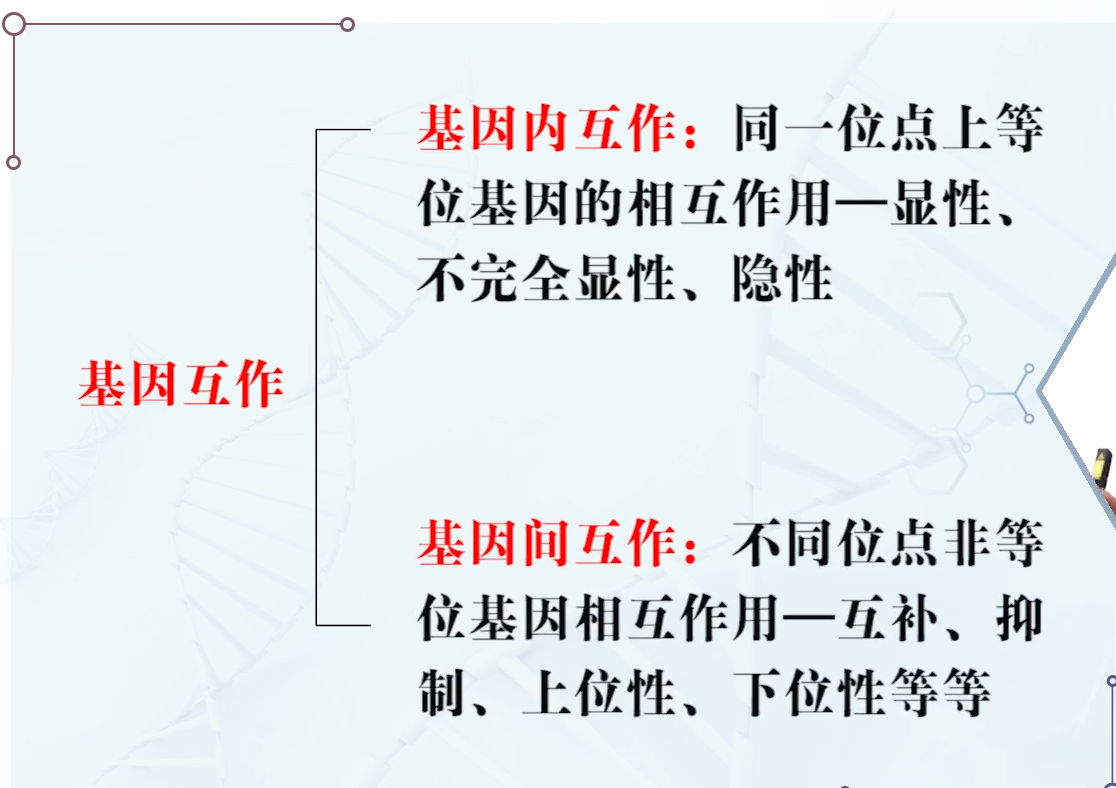 基因互作
基因内互作：同一位点上等
位基因的相互作用—显性、
不完全显性、隐性
基因间互作：不同位点非等
位基因相互作用—互补、抑
制、上位性、下位性等等